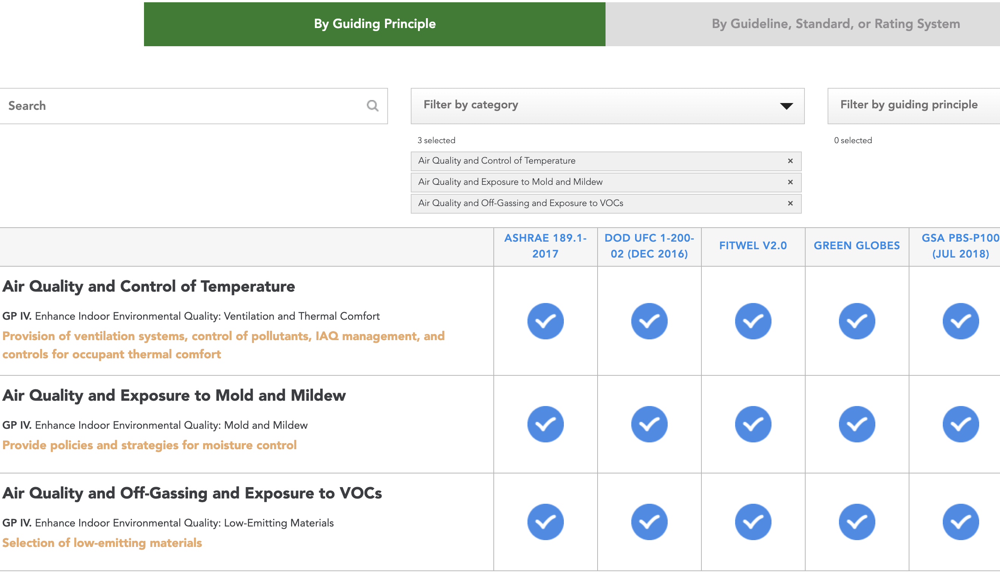 By Guiding Principle
By Guideline, Standard, or Rating System
Search
Filter by category
Filter by guiding principle
3 selected
0 selected
Air Quality and Control of Temperature ×
Air Quality and Exposure to Mold and Mildew ×
Air Quality and Off-Gassing and Exposure to VOCs ×
ASHRAE 189.1-
2017
DOD UFC 1-200-
02 (DEC 2016)
FITWEL V2.0
GREEN GLOBES
GSA PBS-P100
(JUL 2018)
Air Quality and Control of Temperature
GP IV. Enhance Indoor Environmental Quality: Ventilation and Thermal Comfort
Provision of ventilation systems, control of pollutants, IAQ management, and
controls for occupant thermal comfort
Air Quality and Exposure to Mold and Mildew
GP IV. Enhance Indoor Environmental Quality: Mold and Mildew
Provide policies and strategies for moisture control
Air Quality and Off-Gassing and Exposure to VOCs
GP IV. Enhance Indoor Environmental Quality: Low-Emitting Materials
Selection of low-emitting materials